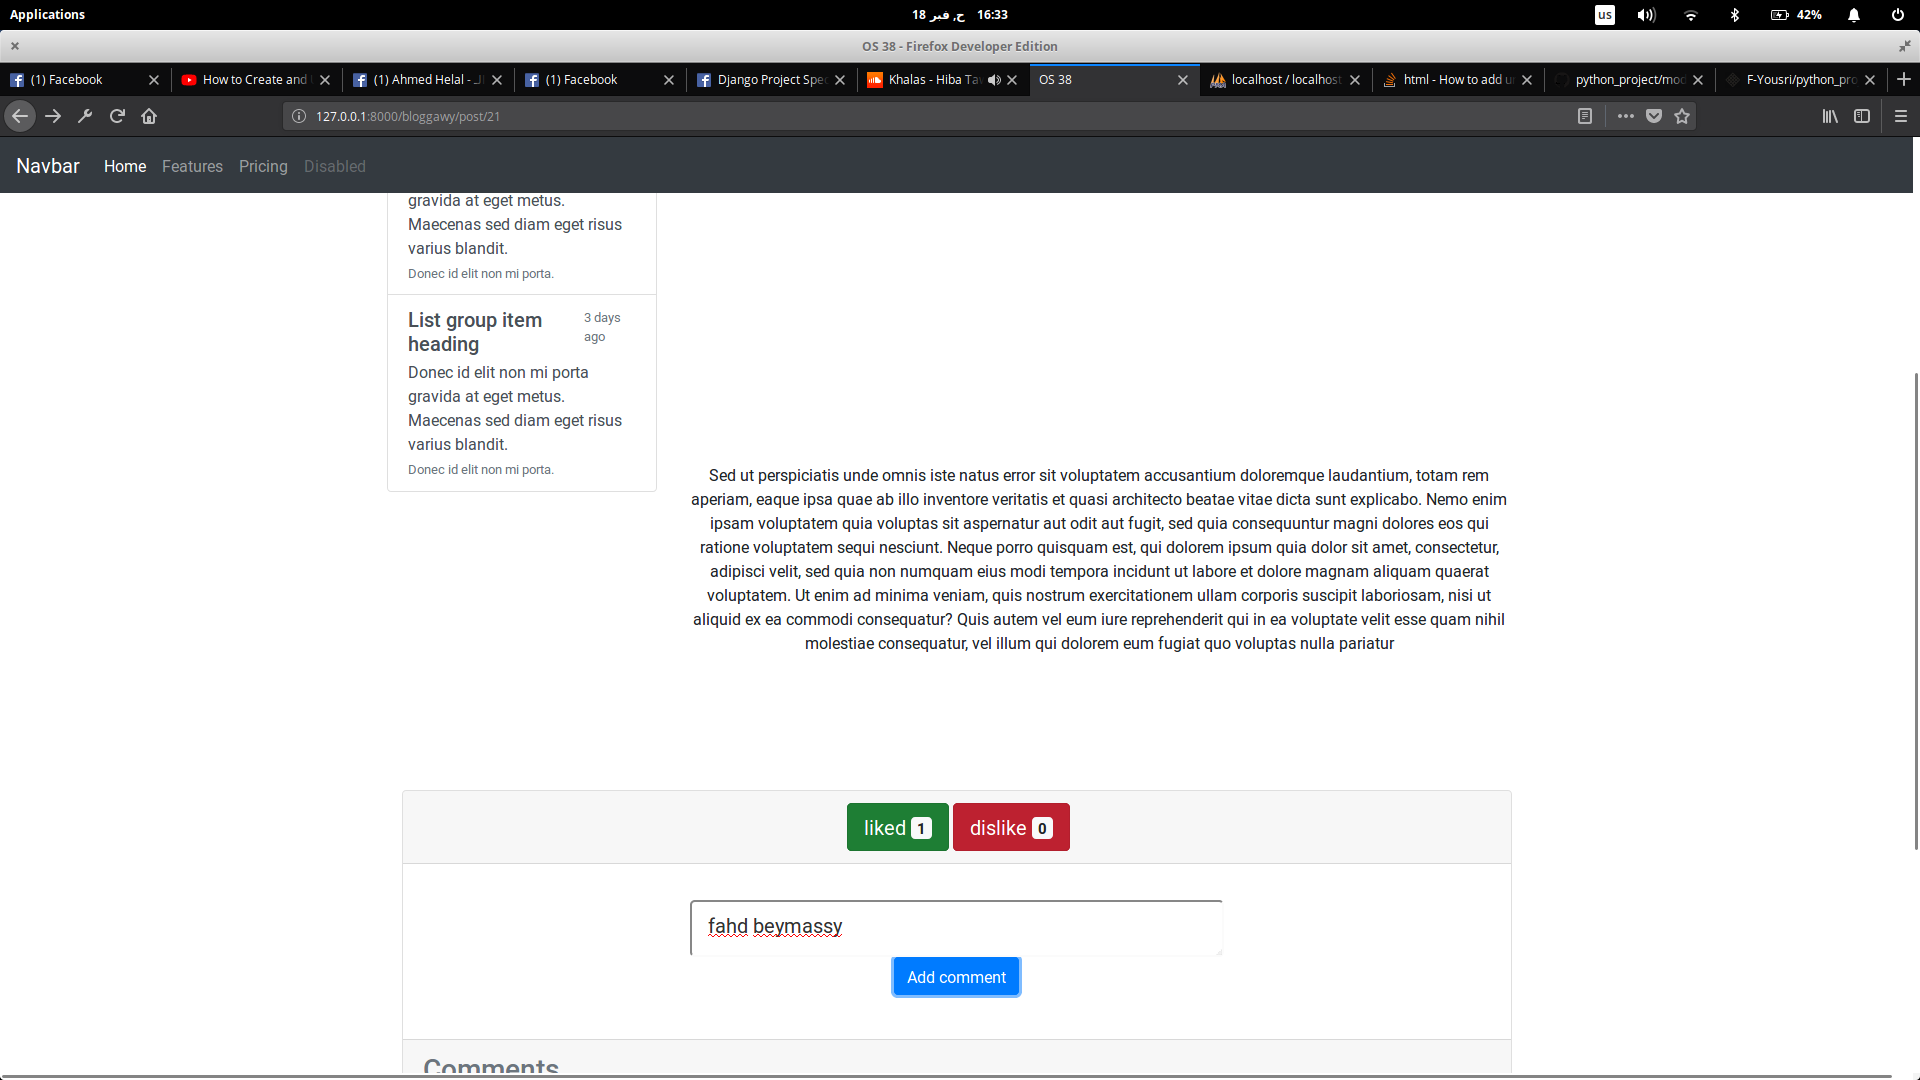 Applications
ح, فبر 18 16:33
us
42%
OS 38 - Firefox Developer Edition
(1) Facebook
How to Create and
(1) Ahmed Helal - ـال
(1) Facebook
Django Project Spe
Khalas - Hiba Ta
OS 38
localhost / localhost
html - How to add u
python_project/mod
F-Yousri/python_pro
127.0.0.1:8000/bloggawy/post/21
Navbar Home Features Pricing Disabled
gravida at eget metus.
Maecenas sed diam eget risus
varius blandit.
Donec id elit non mi porta.
List group item
heading
3 days
ago
Donec id elit non mi porta
gravida at eget metus.
Maecenas sed diam eget risus
varius blandit.
Donec id elit non mi porta.
Sed ut perspiciatis unde omnis iste natus error sit voluptatem accusantium doloremque laudantium, totam rem
aperiam, eaque ipsa quae ab illo inventore veritatis et quasi architecto beatae vitae dicta sunt explicabo. Nemo enim
ipsam voluptatem quia voluptas sit aspernatur aut odit aut fugit, sed quia consequuntur magni dolores eos qui
ratione voluptatem sequi nesciunt. Neque porro quisquam est, qui dolorem ipsum quia dolor sit amet, consectetur,
adipisci velit, sed quia non numquam eius modi tempora incidunt ut labore et dolore magnam aliquam quaerat
voluptatem. Ut enim ad minima veniam, quis nostrum exercitationem ullam corporis suscipit laboriosam, nisi ut
aliquid ex ea commodi consequatur? Quis autem vel eum iure reprehenderit qui in ea voluptate velit esse quam nihil
molestiae consequatur, vel illum qui dolorem eum fugiat quo voluptas nulla pariatur
liked 1 dislike 0
fahd beymassy
Add comment
Comments